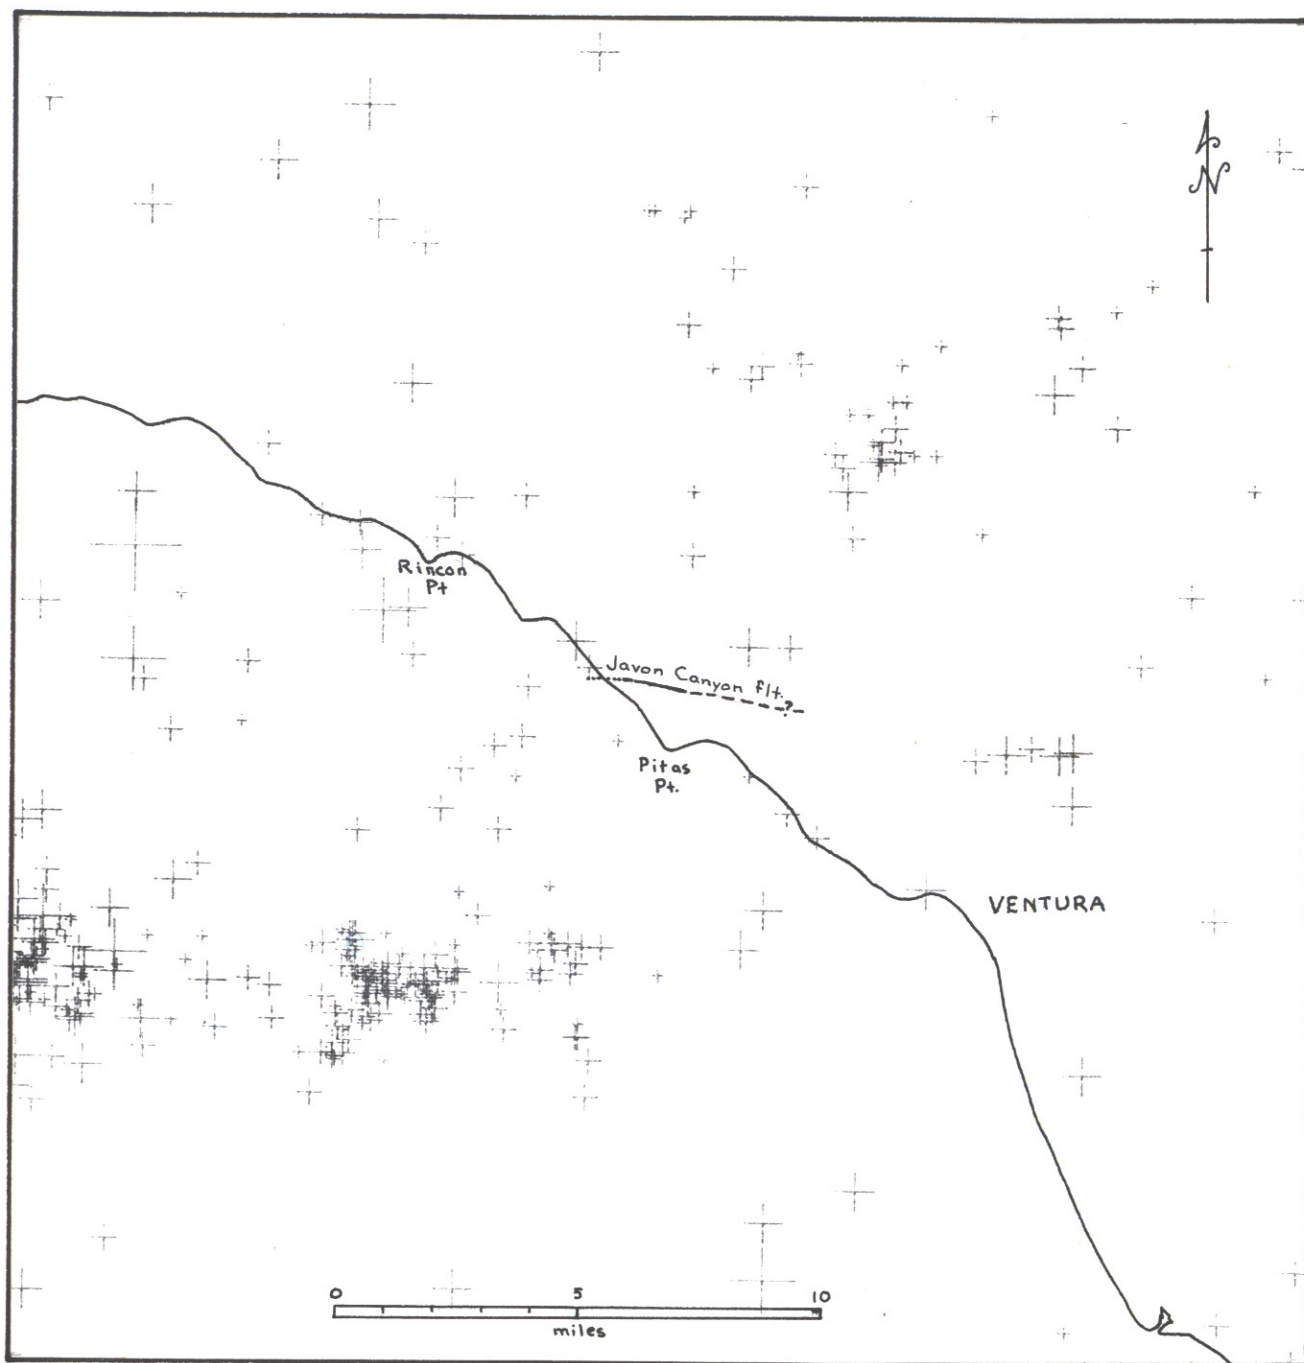 N
Rincon
Pt
Javon Canyon flt.
?
Pitas
Pt.
VENTURA
0 5 10
miles